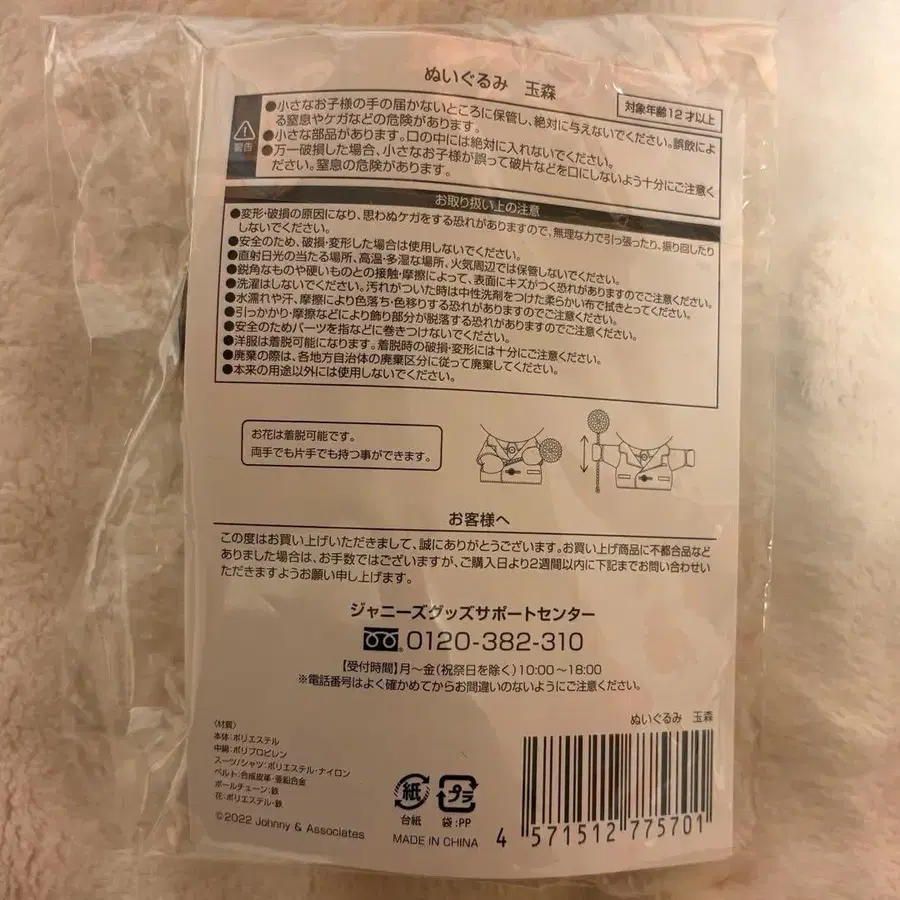 ぬいぐるみ 玉森
対象年齢12才以上
警告
●小さなお子様の手の届かないところに保管し、絶対に与えないでください。誤飲によ
る窒息やケガなどの危険があります。
●小さな部品があります。口の中には絶対に入れないでください。
●万一破損した場合、小さなお子様が誤って破片などを口にしないよう十分にご注意く
ださい。窒息の危険があります。
お取り扱い上の注意
●変形・破損の原因になり、思わぬケガをする恐れがありますので、無理な力で引っ張ったり、振り回したり
しないでください。
●安全のため、破損・変形した場合は使用しないでください。
●直射日光の当たる場所、高温・多湿な場所、火気周辺では保管しないでください。
●鋭角なものや硬いものとの接触・摩擦によって、表面にキズがつく恐れがありますのでご注意ください。
●洗濯はしないでください。汚れがついた時は中性洗剤をつけた柔らかい布で拭きとってください。
●水濡れや汗、摩擦により色落ち・色移りする恐れがありますのでご注意ください。
●引っかかり・摩擦などにより飾り部分が脱落する恐れがありますのでご注意ください。
●安全のためパーツを指などに巻きつけないでください。
●洋服は着脱可能になります。着脱時の破損・変形には十分にご注意ください。
●廃棄の際は、各地方自治体の廃棄区分に従って廃棄してください。
●本来の用途以外には使用しないでください。
お花は着脱可能です。
両手でも片手でも持つ事ができます。
お客様へ
この度はお買い上げいただきまして、誠にありがとうございます。お買い上げ商品に不都合品など
ありました場合は、お手数ではございますが、ご購入日より2週間以内に下記までお問い合わせい
ただきますようお願い申し上げます。
ジャニーズグッズサポートセンター
0120-382-310
【受付時間】月〜金(祝祭日を除く)10:00〜18:00
※電話番号はよく確かめてからお間違いのないようにご注意ください。
ぬいぐるみ 玉森
〈材質〉
本体:ポリエステル
中綿:ポリプロピレン
スーツ/シャツ:ポリエステル・ナイロン
ベルト:合成皮革・亜鉛合金
ボールチェーン:鉄
花:ポリエステル・鉄
©2022 Johnny & Associates
紙
台紙
プラ
袋:PP
MADE IN CHINA
4 571512 775701